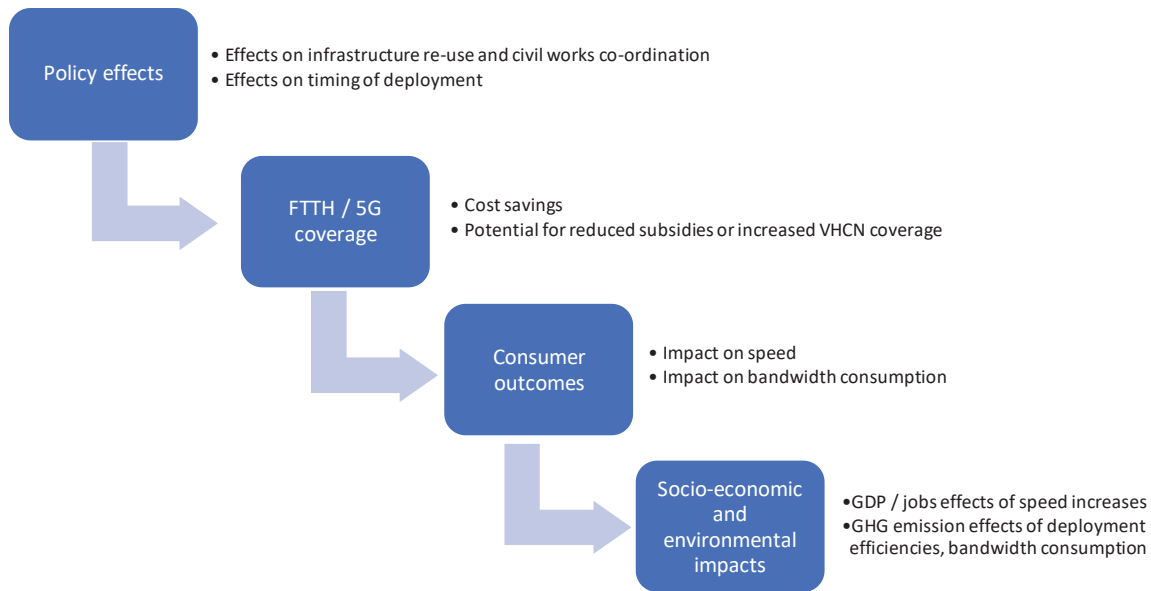 Policy effects
• Effects on infrastructure re-use and civil works co-ordination
• Effects on timing of deployment
FTTH / 5G
coverage
• Cost savings
• Potential for reduced subsidies or increased VHCN coverage
Consumer
outcomes
• Impact on speed
• Impact on bandwidth consumption
Socio-economic
and
environmental
impacts
•GDP / jobs effects of speed increases
•GHG emission effects of deployment
efficiencies, bandwidth consumption